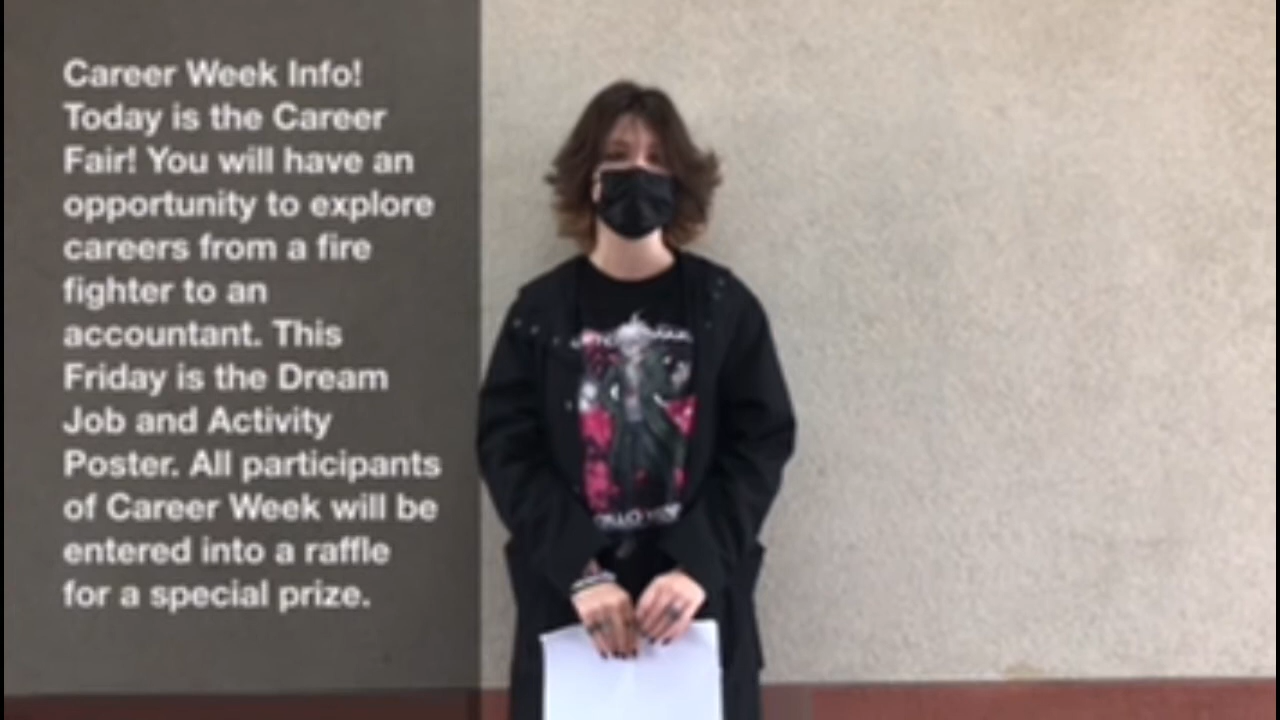 Career Week Info!
Today is the Career
Fair! You will have an
opportunity to explore
careers from a fire
fighter to an
accountant. This
Friday is the Dream
Job and Activity
Poster. All participants
of Career Week will be
entered into a raffle
for a special prize.